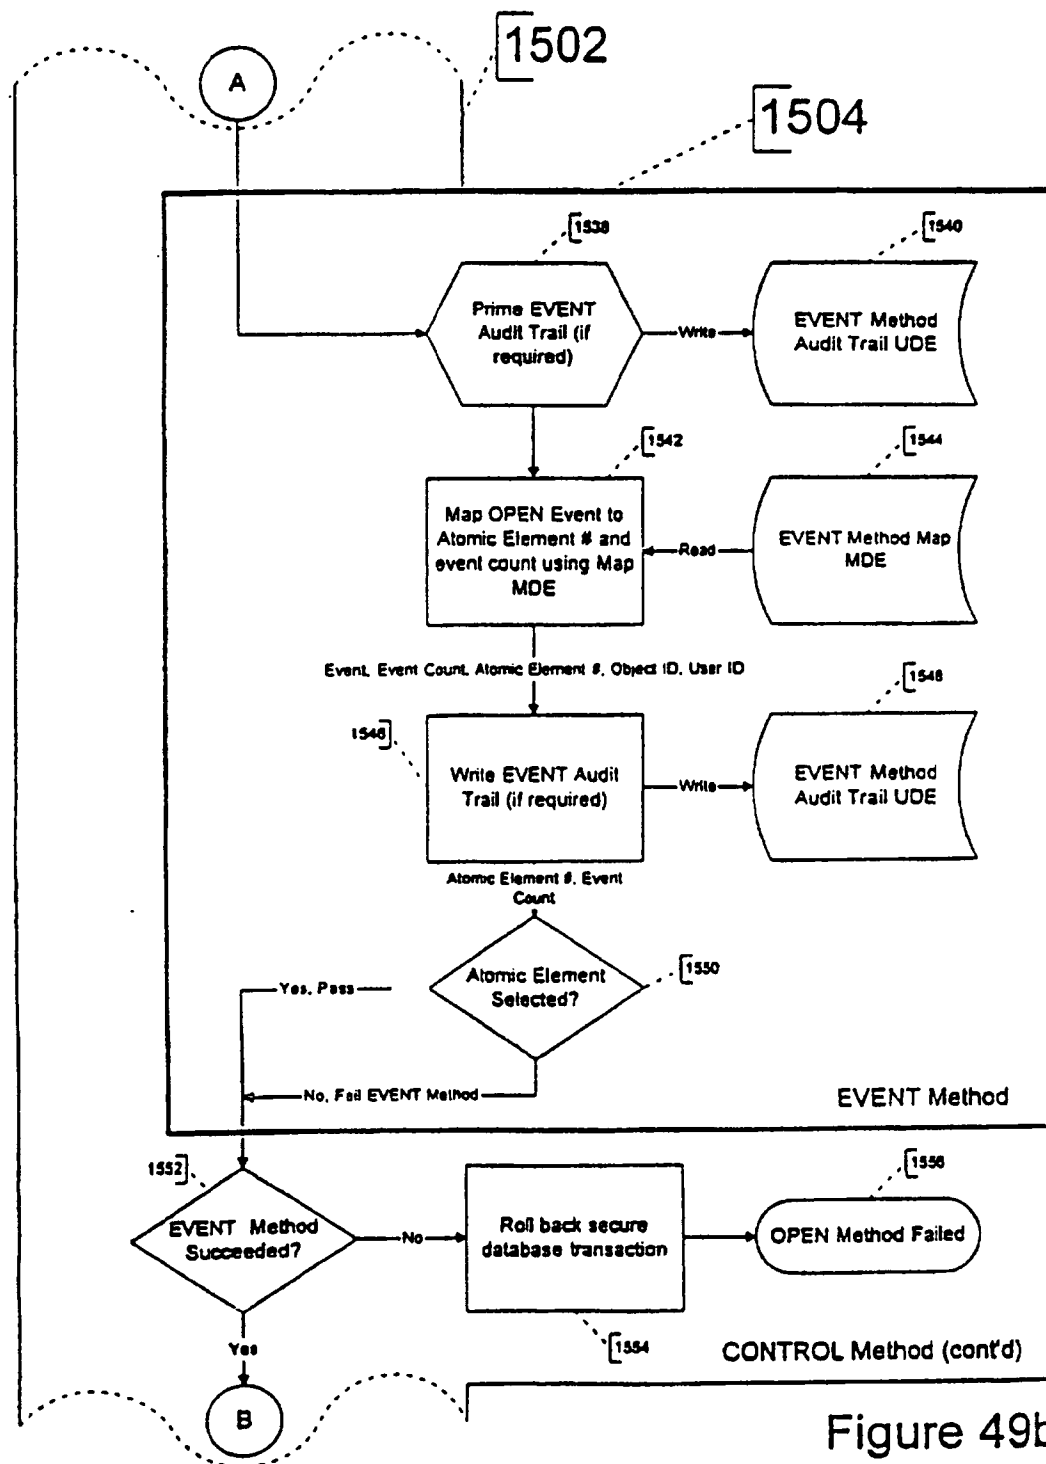 1502
A
1504
1538
1540
Prime EVENT
Audit Trail (if
required)
Write
EVENT Method
Audit Trail UDE
1542
1544
Map OPEN Event to
Atomic Element # and
event count using Map
MDE
Read
EVENT Method Map
MDE
Event, Event Count, Atomic Element #, Object ID, User ID
1548
1546
Write EVENT Audit
Trail (if required)
Write
EVENT Method
Audit Trail UDE
Atomic Element #, Event
Count
Atomic Element
Selected?
1550
Yes, Pass
No, Fail EVENT Method
EVENT Method
1552
1556
EVENT Method
Succeeded?
No
Roll back secure
database transaction
OPEN Method Failed
Yes
1554
CONTROL Method (cont'd)
B
Figure 49b